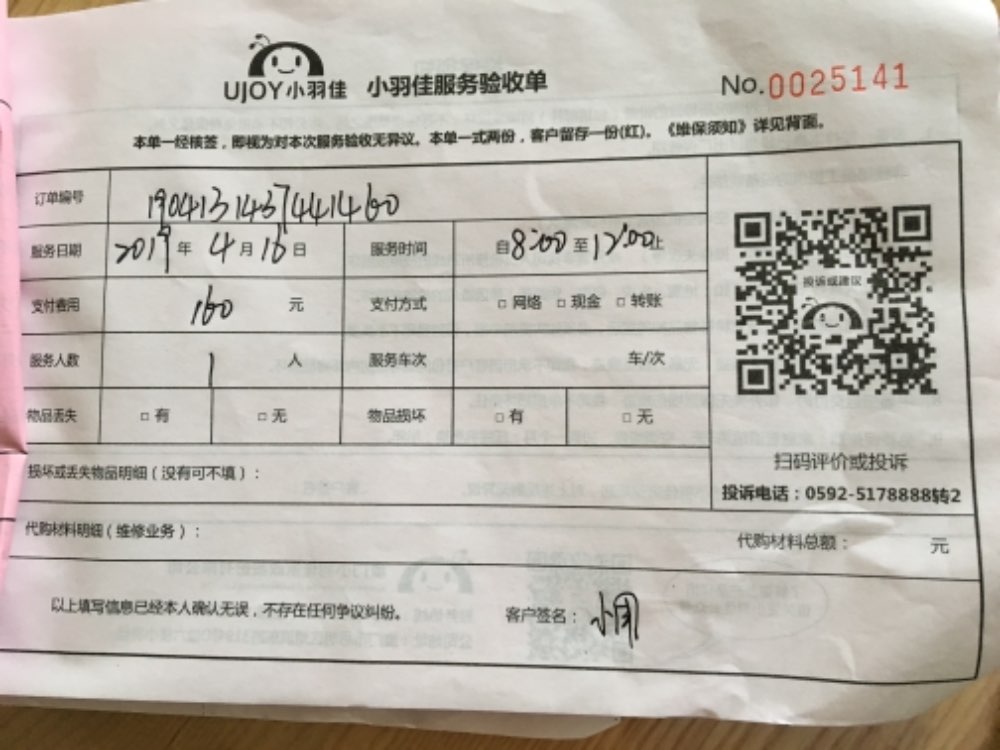 UJOY小羽佳 小羽佳服务验收单 No.0025141
本单一经核签，即视为对本次服务验收无异议。本单一式两份，客户留存一份(红)。《维保须知》详见背面。
订单编号 1904131437441460
服务日期 2019年 4月16日 服务时间 自8:00至12:00止
支付费用 160 元 支付方式 □网络 □现金 □转账
服务人数 1 人 服务车次 车/次
物品丢失 □有 □无 物品损坏 □有 □无
投诉或建议
扫码评价或投诉
投诉电话：0592-5178888转2
损坏或丢失物品明细（没有可不填）：
代购材料明细（维修业务）： 代购材料总额： 元
以上填写信息已经本人确认无误，不存在任何争议纠纷。 客户签名：小